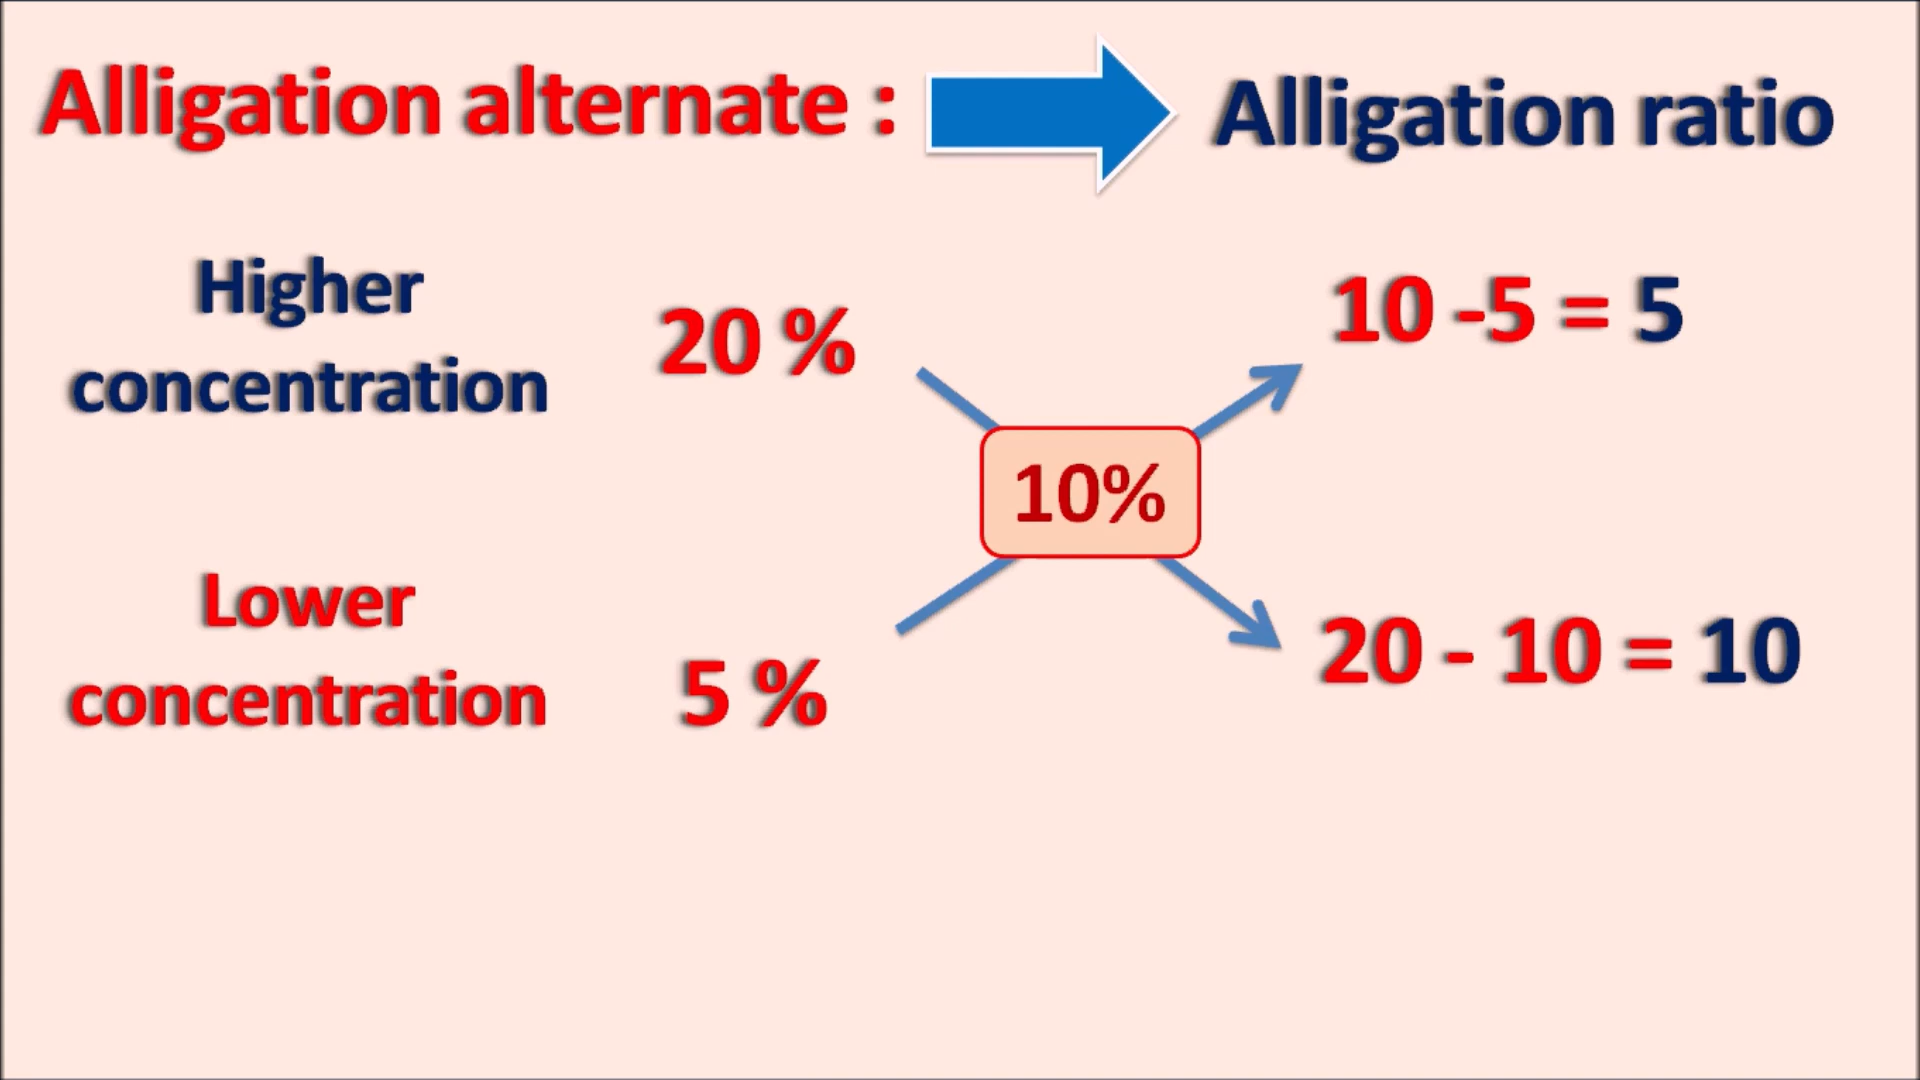 Alligation alternate :
Alligation ratio
Higher
concentration
20 %
10 -5 = 5
10%
Lower
concentration
5 %
20 - 10 = 10